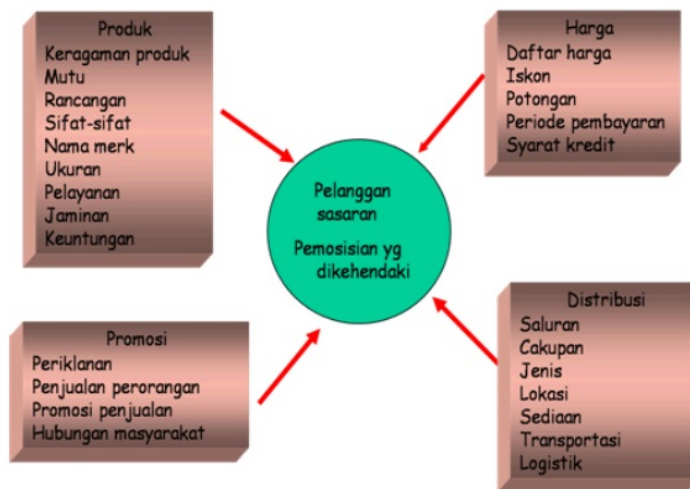 Produk
Keragaman produk
Mutu
Rancangan
Sifat-sifat
Nama merk
Ukuran
Pelayanan
Jaminan
Keuntungan
Harga
Daftar harga
Iskon
Potongan
Periode pembayaran
Syarat kredit
Pelanggan
sasaran
Pemosisian yg
dikehendaki
Promosi
Periklanan
Penjualan perorangan
Promosi penjualan
Hubungan masyarakat
Distribusi
Saluran
Cakupan
Jenis
Lokasi
Sediaan
Transportasi
Logistik